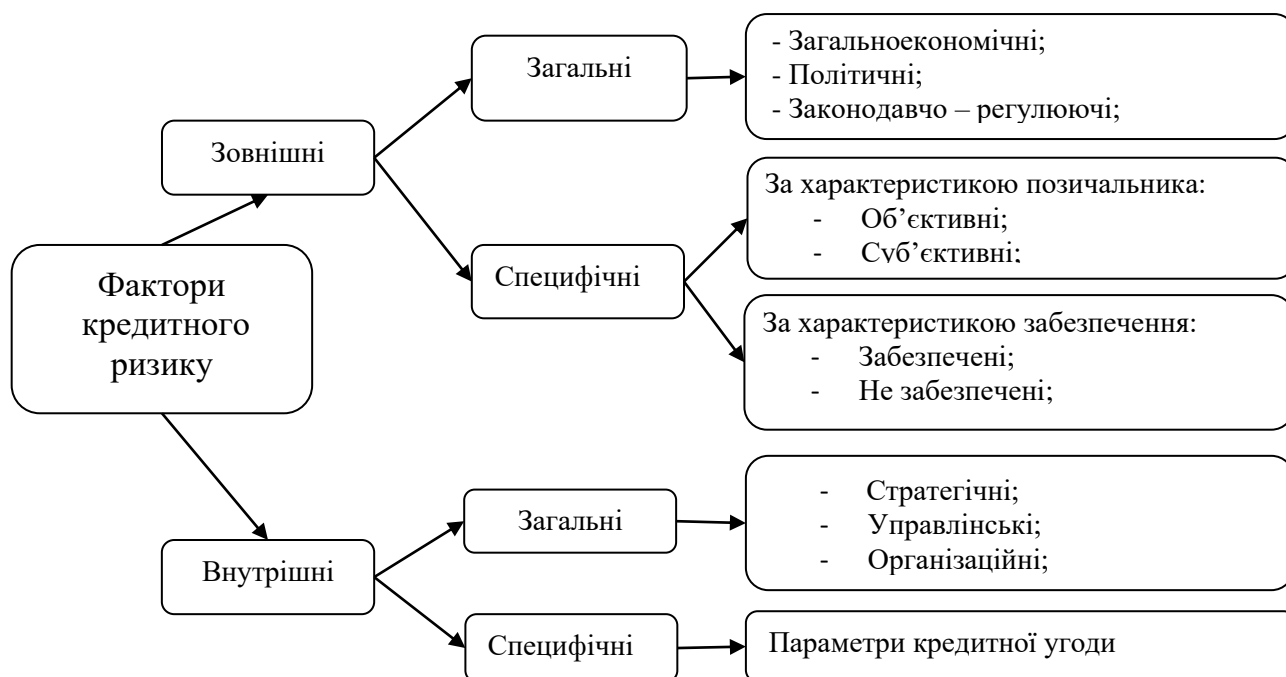 Фактори
кредитного
ризику
Зовнішні
Загальні
- Загальноекономічні;
- Політичні;
- Законодавчо – регулюючі;
Специфічні
За характеристикою позичальника:
- Об’єктивні;
- Суб’єктивні;
За характеристикою забезпечення:
- Забезпечені;
- Не забезпечені;
Внутрішні
Загальні
- Стратегічні;
- Управлінські;
- Організаційні;
Специфічні
Параметри кредитної угоди